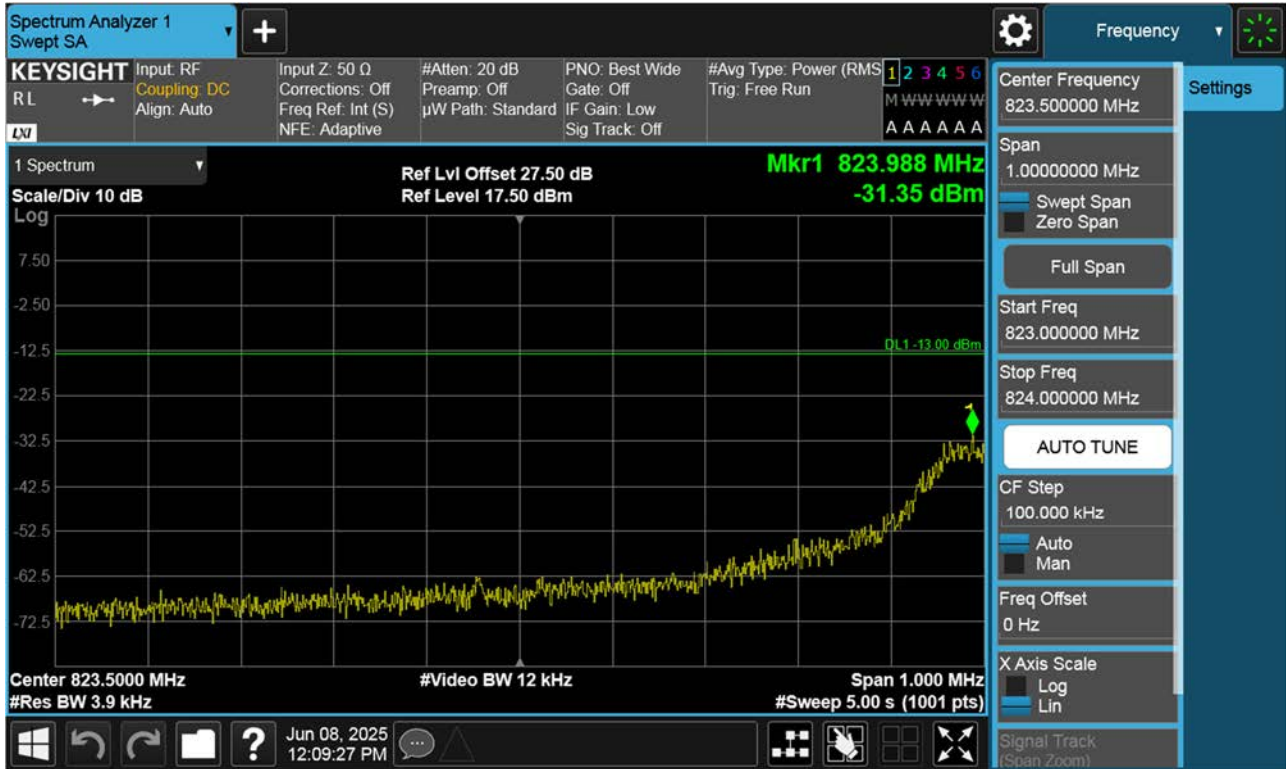 Spectrum Analyzer 1
Swept SA
+
Frequency
KEYSIGHT
RL
LXI
Input: RF
Coupling: DC
Align: Auto
Input Z: 50 Ω
Corrections: Off
Freq Ref: Int (S)
NFE: Adaptive
#Atten: 20 dB
Preamp: Off
µW Path: Standard
PNO: Best Wide
Gate: Off
IF Gain: Low
Sig Track: Off
#Avg Type: Power (RMS
Trig: Free Run
1 2 3 4 5 6
M W W W W W
A A A A A A
1 Spectrum
Scale/Div 10 dB
Log
Ref Lvl Offset 27.50 dB
Ref Level 17.50 dBm
Mkr1 823.988 MHz
-31.35 dBm
7.50
-2.50
-12.5
-22.5
-32.5
-42.5
-52.5
-62.5
-72.5
DL1 -13.00 dBm
1
Center 823.5000 MHz
#Res BW 3.9 kHz
#Video BW 12 kHz
Span 1.000 MHz
#Sweep 5.00 s (1001 pts)
Center Frequency
823.500000 MHz
Settings
Span
1.00000000 MHz
Swept Span
Zero Span
Full Span
Start Freq
823.000000 MHz
Stop Freq
824.000000 MHz
AUTO TUNE
CF Step
100.000 kHz
Auto
Man
Freq Offset
0 Hz
X Axis Scale
Log
Lin
Signal Track
(Span Zoom)
?
Jun 08, 2025
12:09:27 PM